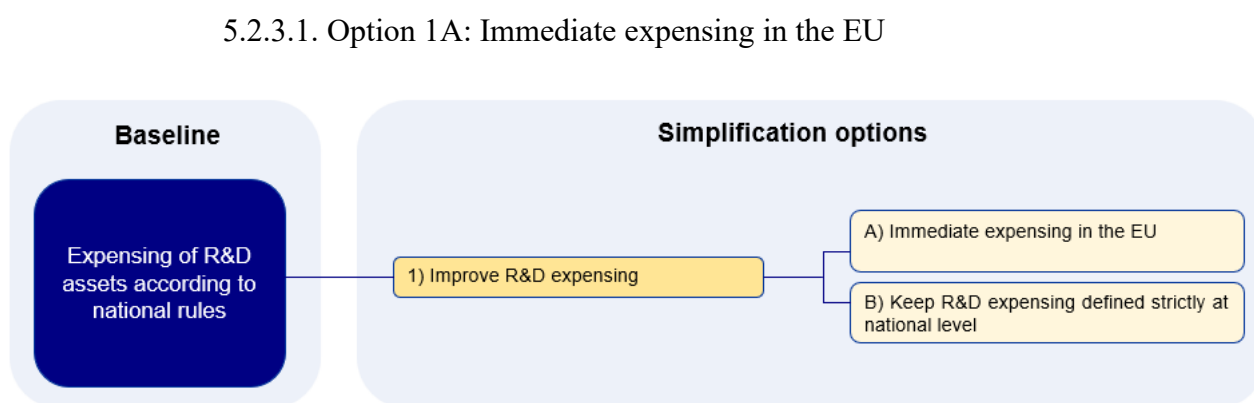 5.2.3.1. Option 1A: Immediate expensing in the EU
Baseline
Expensing of R&D
assets according to
national rules
Simplification options
1) Improve R&D expensing
A) Immediate expensing in the EU
B) Keep R&D expensing defined strictly at
national level